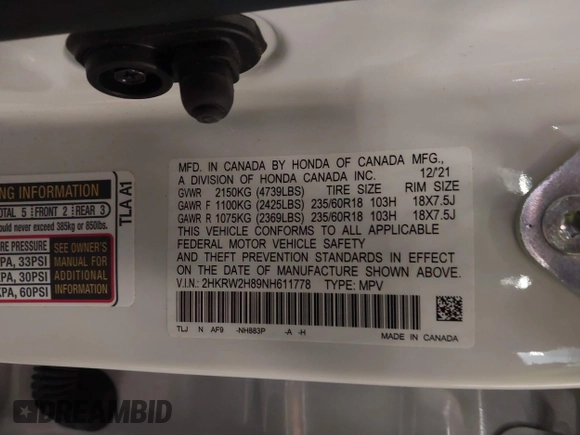 MFD. IN CANADA BY HONDA OF CANADA MFG.,
A DIVISION OF HONDA CANADA INC. 12/'21
GVWR 2150KG (4739LBS) TIRE SIZE RIM SIZE
GAWR F 1100KG (2425LBS) 235/60R18 103H 18X7.5J
GAWR R 1075KG (2369LBS) 235/60R18 103H 18X7.5J
THIS VEHICLE CONFORMS TO ALL APPLICABLE
FEDERAL MOTOR VEHICLE SAFETY
AND THEFT PREVENTION STANDARDS IN EFFECT ON
THE DATE OF MANUFACTURE SHOWN ABOVE.
V.I.N.: 2HKRW2H89NH611778 TYPE: MPV
TLJ N AF9 -NH883P -A -H
MADE IN CANADA
NG INFORMATION
OTAL 5 FRONT 2 REAR 3
ould never exceed 385kg or 850lbs.
E PRESSURE
PA, 33PSI
PA, 30PSI
KPA, 60PSI
SEE OWNER'S
MANUAL FOR
ADDITIONAL
INFORMATION
TLA A1
DREAMBID